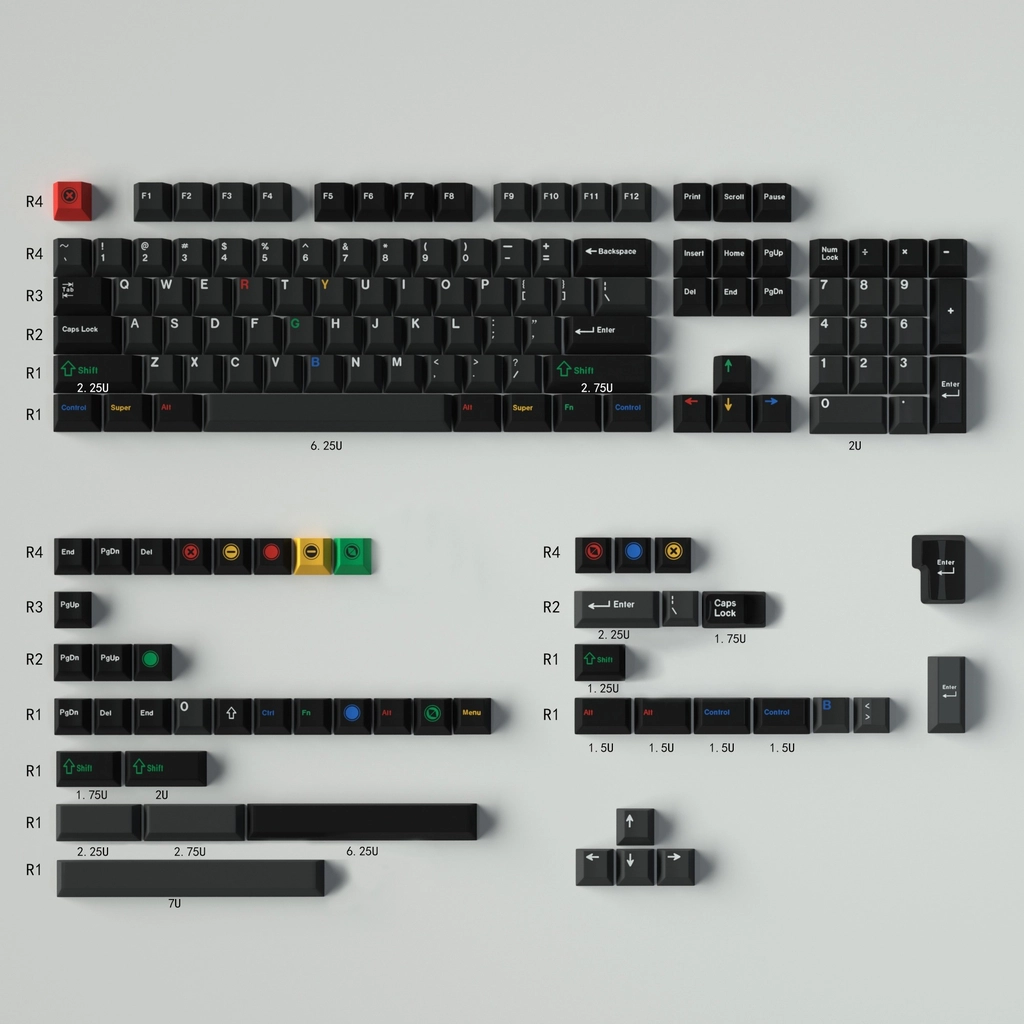 R4 F1 F2 F3 F4 F5 F6 F7 F8 F9 F10 F11 F12 Print Scroll Pause
R4 ~ ` ! 1 @ 2 # 3 $ 4 % 5 ^ 6 & 7 * 8 ( 9 ) 0 — - + = ← Backspace Insert Home PgUp Num Lock ÷ × -
R3 Tab Q W E R T Y U I O P { [ } ] ¦ \ Del End PgDn 7 8 9 +
R2 Caps Lock A S D F G H J K L : ; " ' Enter 4 5 6
R1 Shift Z X C V B N M < , > . ? / Shift ↑ 1 2 3 Enter
2.25U 2.75U
R1 Control Super Alt Alt Super Fn Control ← ↓ → 0 .
6.25U 2U
R4 End PgDn Del
R3 PgUp
R2 PgDn PgUp
R1 PgDn Del End 0 Ctrl Fn Alt Menu
R1 Shift Shift
1.75U 2U
R1
2.25U 2.75U 6.25U
R1
7U
R4
Enter
R2 Enter ¦ \ Caps Lock
2.25U 1.75U
R1 Shift
1.25U
Enter
R1 Alt Alt Control Control B < >
1.5U 1.5U 1.5U 1.5U
↑
← ↓ →